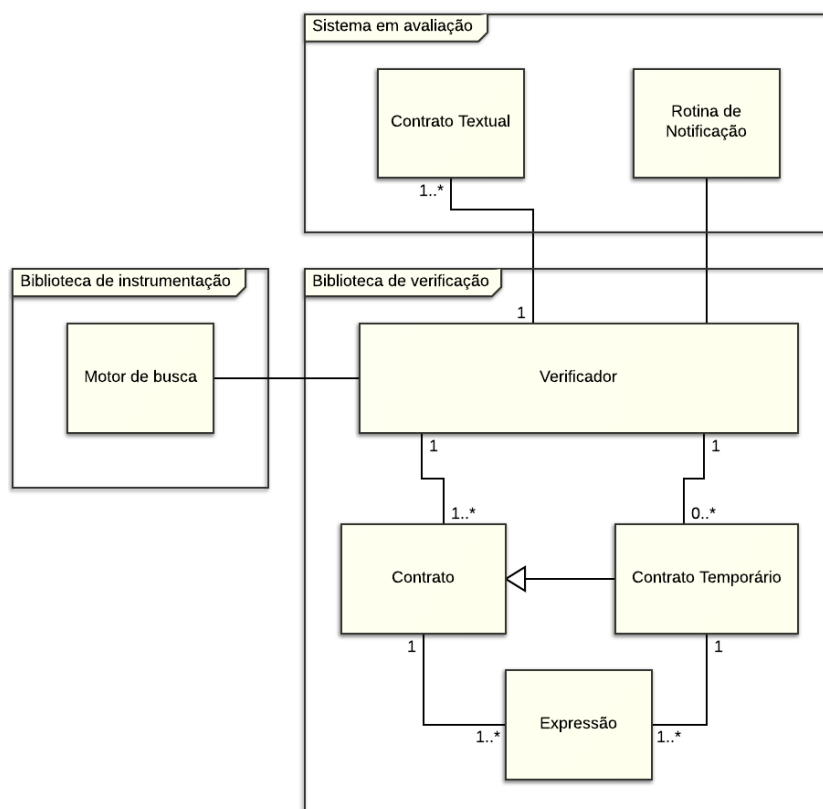 Sistema em avaliação
Contrato Textual
Rotina de
Notificação
1..*
Biblioteca de instrumentação
Biblioteca de verificação
1
Motor de busca
Verificador
1
1
1..*
0..*
Contrato
Contrato Temporário
1
1
Expressão
1..*
1..*